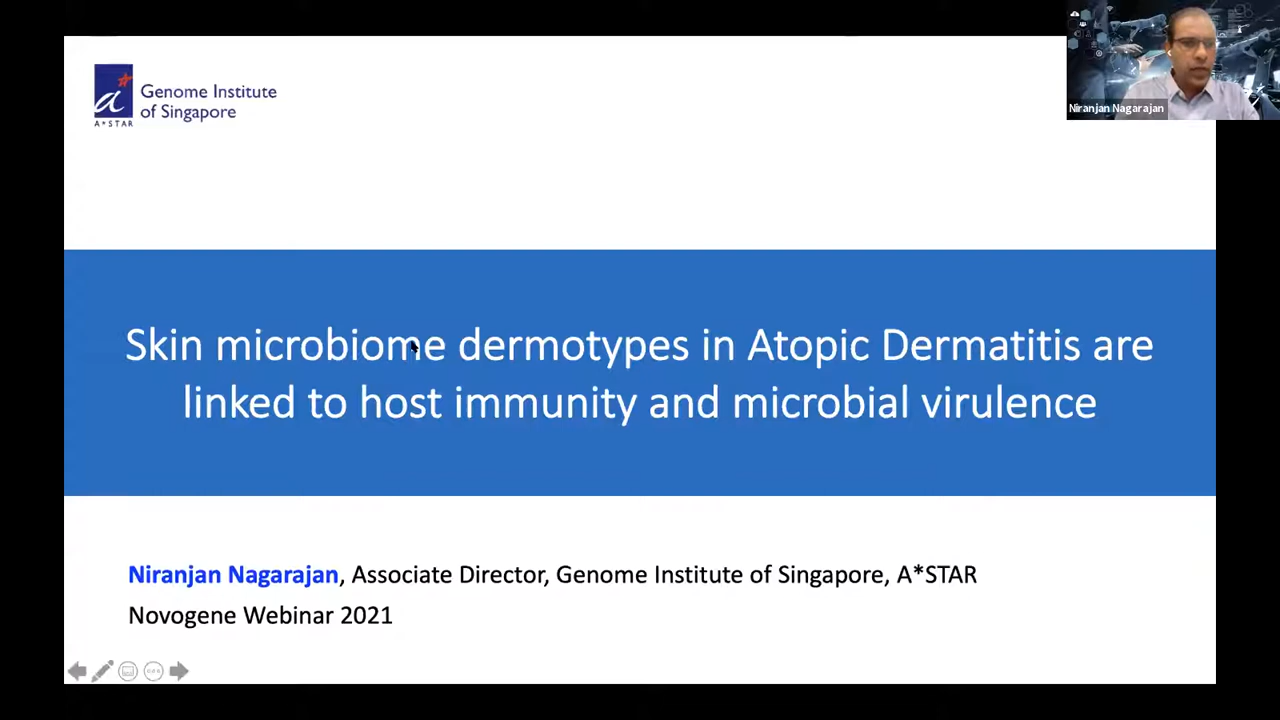 Genome Institute
of Singapore
A*STAR
Niranjan Nagarajan
Skin microbiome dermotypes in Atopic Dermatitis are
linked to host immunity and microbial virulence
Niranjan Nagarajan, Associate Director, Genome Institute of Singapore, A*STAR
Novogene Webinar 2021